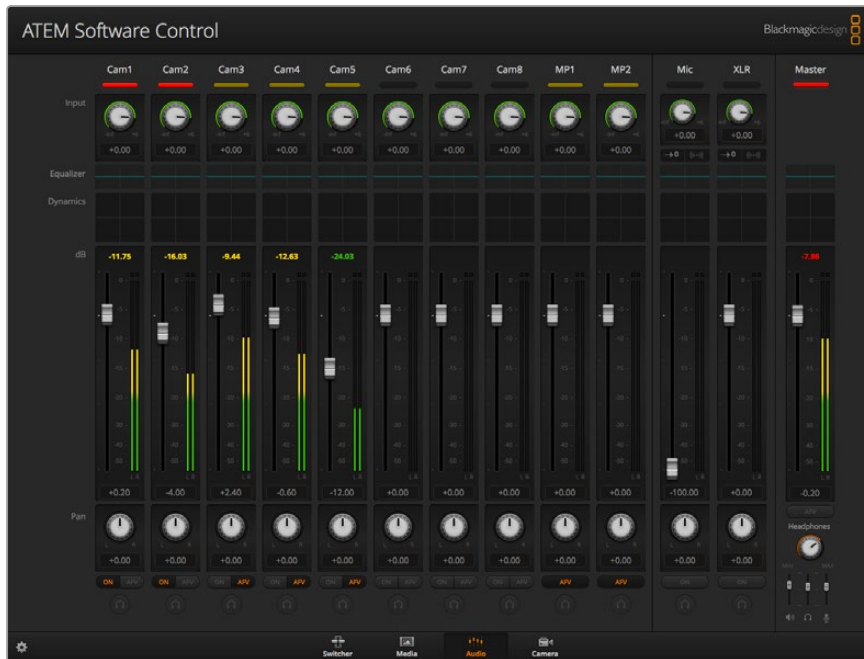 ATEM Software Control
Blackmagicdesign
Cam1 Cam2 Cam3 Cam4 Cam5 Cam6 Cam7 Cam8 MP1 MP2 Mic XLR Master
Input
+0.00 +0.00 +0.00 +0.00 +0.00 +0.00 +0.00 +0.00 +0.00 +0.00 +0.00 +0.00
Equalizer
Dynamics
dB -11.75 -16.03 -9.44 -12.63 -24.03 -7.86
+0.20 -4.00 +2.40 -0.60 -12.00 +0.00 +0.00 +0.00 +0.00 +0.00 -100.00 +0.00 -0.20
AFV
Pan
Headphones
+0.00 +0.00 +0.00 +0.00 +0.00 +0.00 +0.00 +0.00 +0.00 +0.00 +0.00 +0.00
ON AFV ON AFV ON AFV ON AFV ON AFV ON AFV ON AFV ON AFV AFV AFV ON ON
Switcher Media Audio Camera